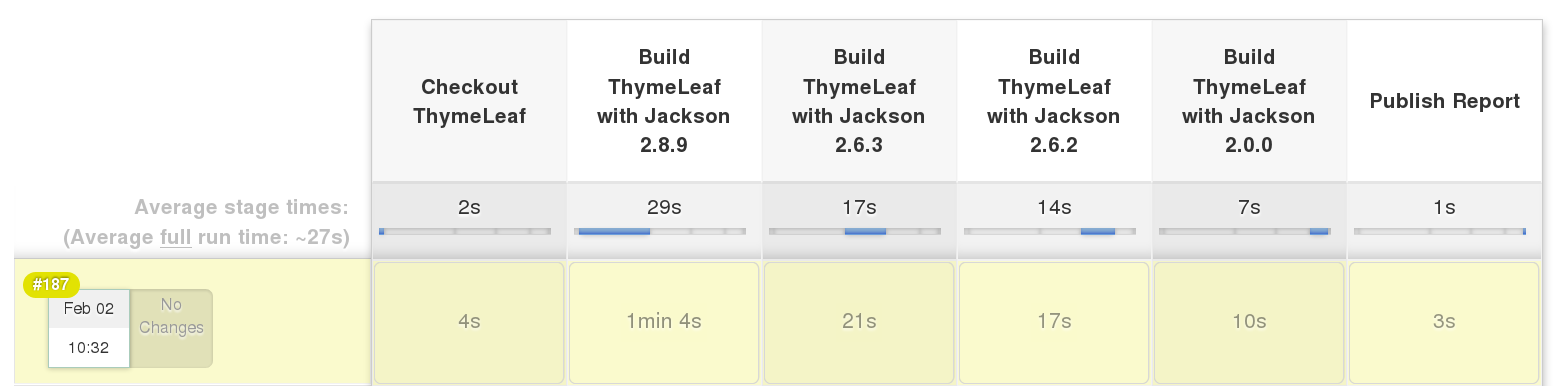 Checkout
ThymeLeaf
Build
ThymeLeaf
with Jackson
2.8.9
Build
ThymeLeaf
with Jackson
2.6.3
Build
ThymeLeaf
with Jackson
2.6.2
Build
ThymeLeaf
with Jackson
2.0.0
Publish Report
Average stage times:
(Average full run time: ~27s)
2s
29s
17s
14s
7s
1s
#187
Feb 02
10:32
No
Changes
4s
1min 4s
21s
17s
10s
3s